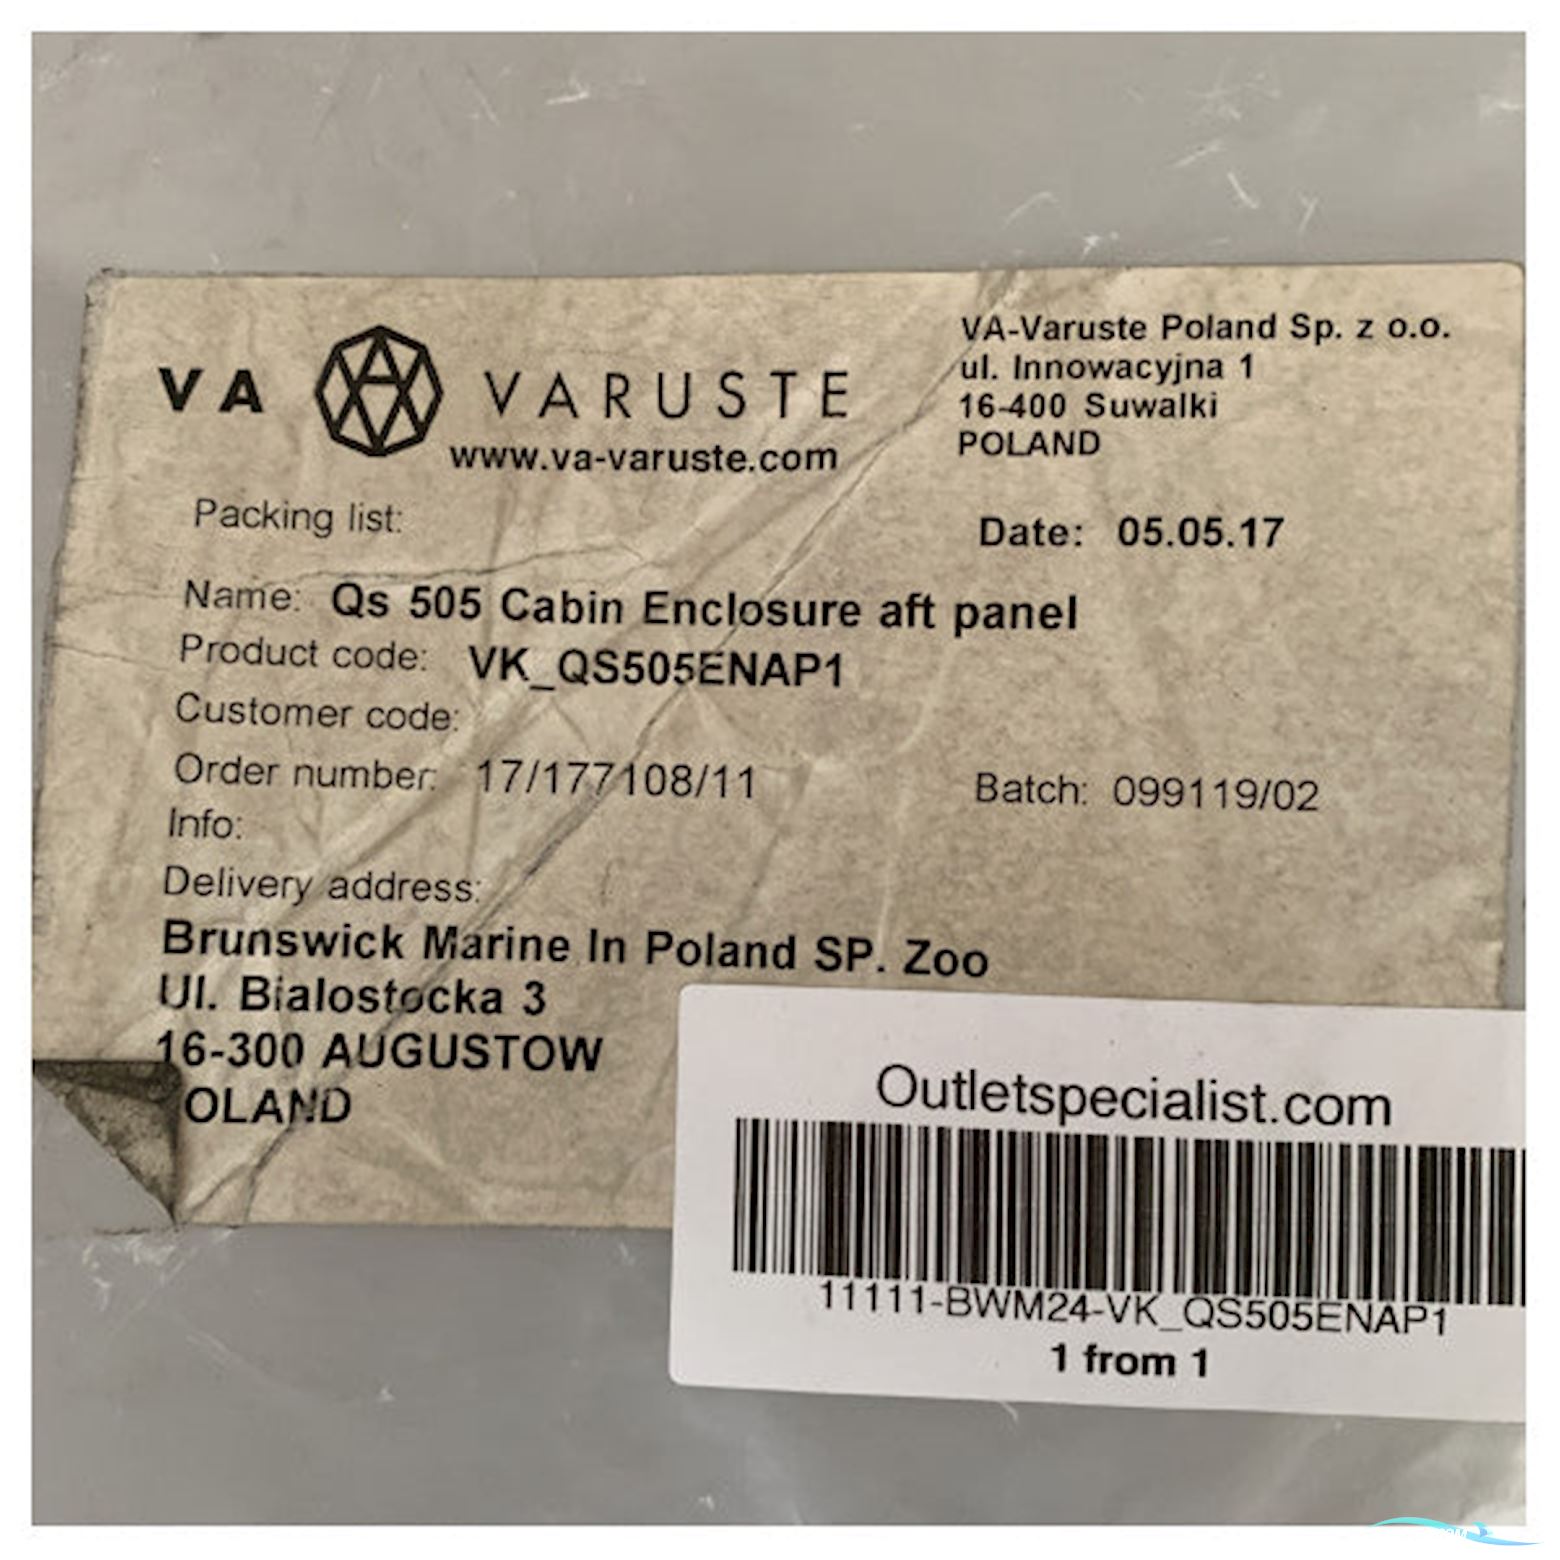 VA VARUSTE
www.va-varuste.com
VA-Varuste Poland Sp. z o.o.
ul. Innowacyjna 1
16-400 Suwalki
POLAND
Packing list:
Date: 05.05.17
Name: Qs 505 Cabin Enclosure aft panel
Product code: VK_QS505ENAP1
Customer code:
Order number: 17/177108/11
Batch: 099119/02
Info:
Delivery address:
Brunswick Marine In Poland SP. Zoo
Ul. Bialostocka 3
16-300 AUGUSTOW
OLAND
Outletspecialist.com
11111-BWM24-VK_QS505ENAP1
1 from 1